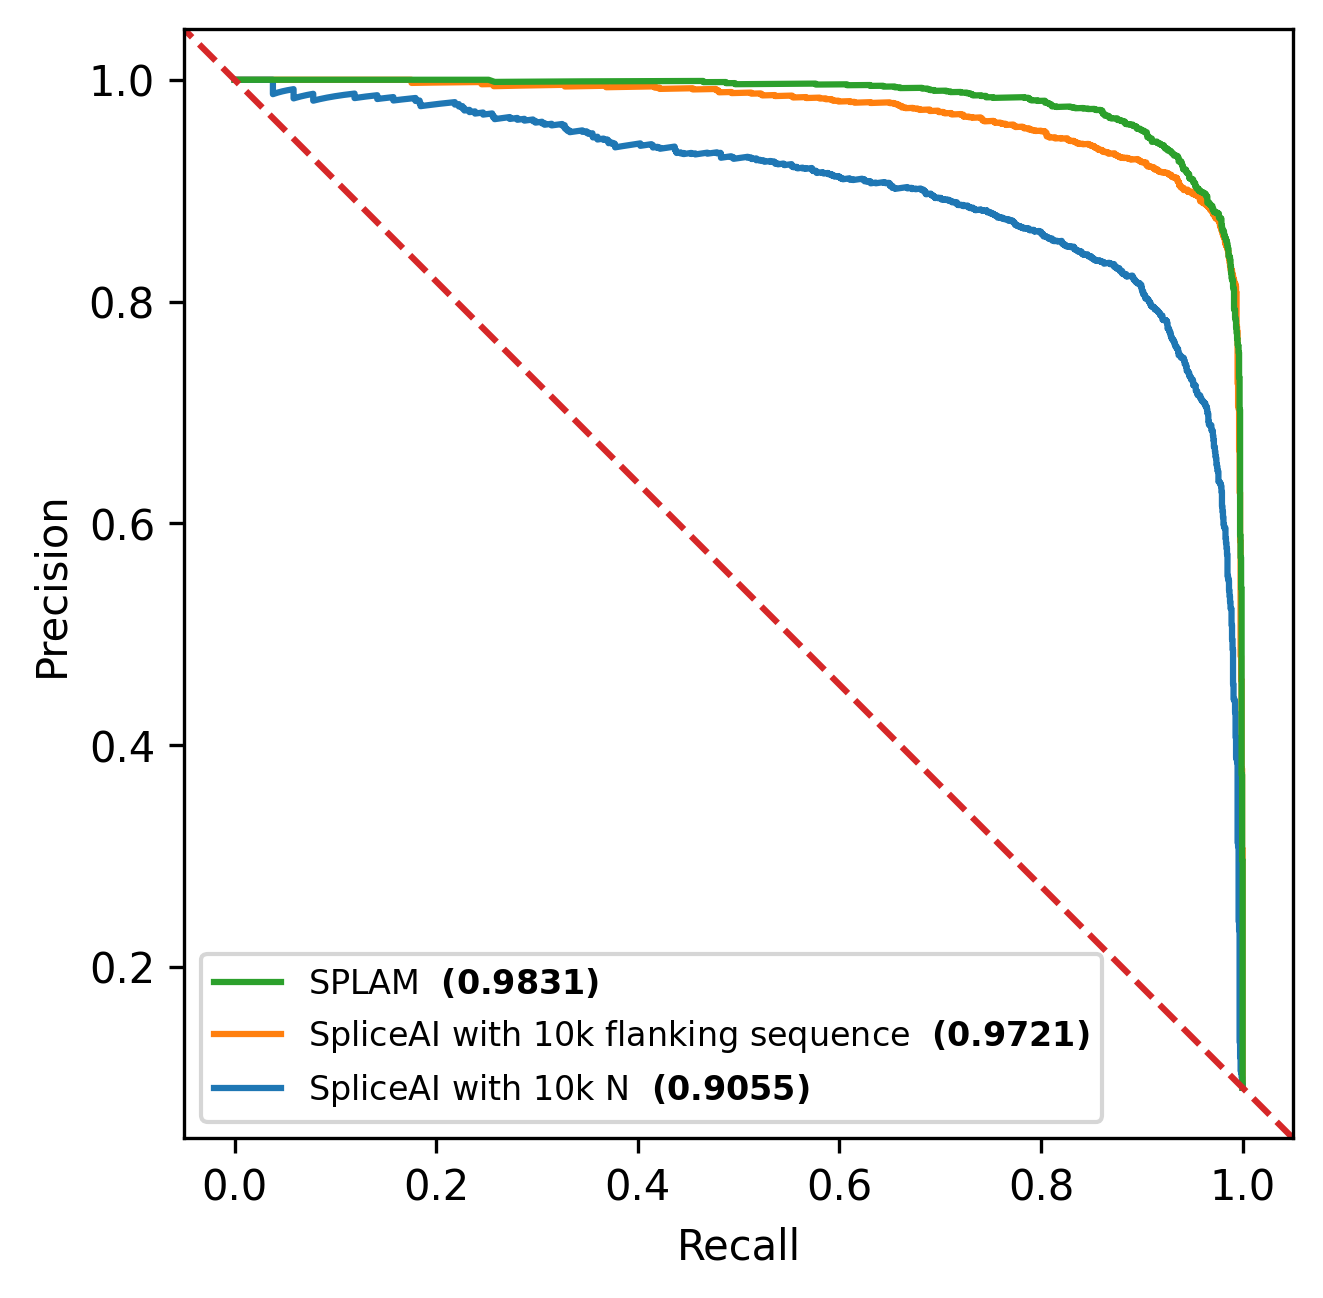 1.0
0.8
0.6
0.4
0.2
Precision
SPLAM (0.9831)
SpliceAI with 10k flanking sequence (0.9721)
SpliceAI with 10k N (0.9055)
0.0 0.2 0.4 0.6 0.8 1.0
Recall